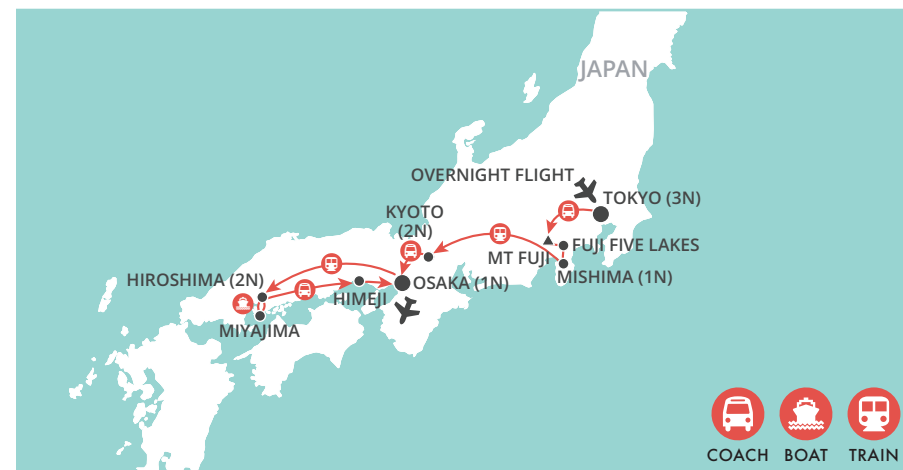 JAPAN
OVERNIGHT FLIGHT
TOKYO (3N)
KYOTO
(2N)
FUJI FIVE LAKES
MT FUJI
MISHIMA (1N)
HIROSHIMA (2N)
OSAKA (1N)
HIMEJI
MIYAJIMA
COACH BOAT TRAIN